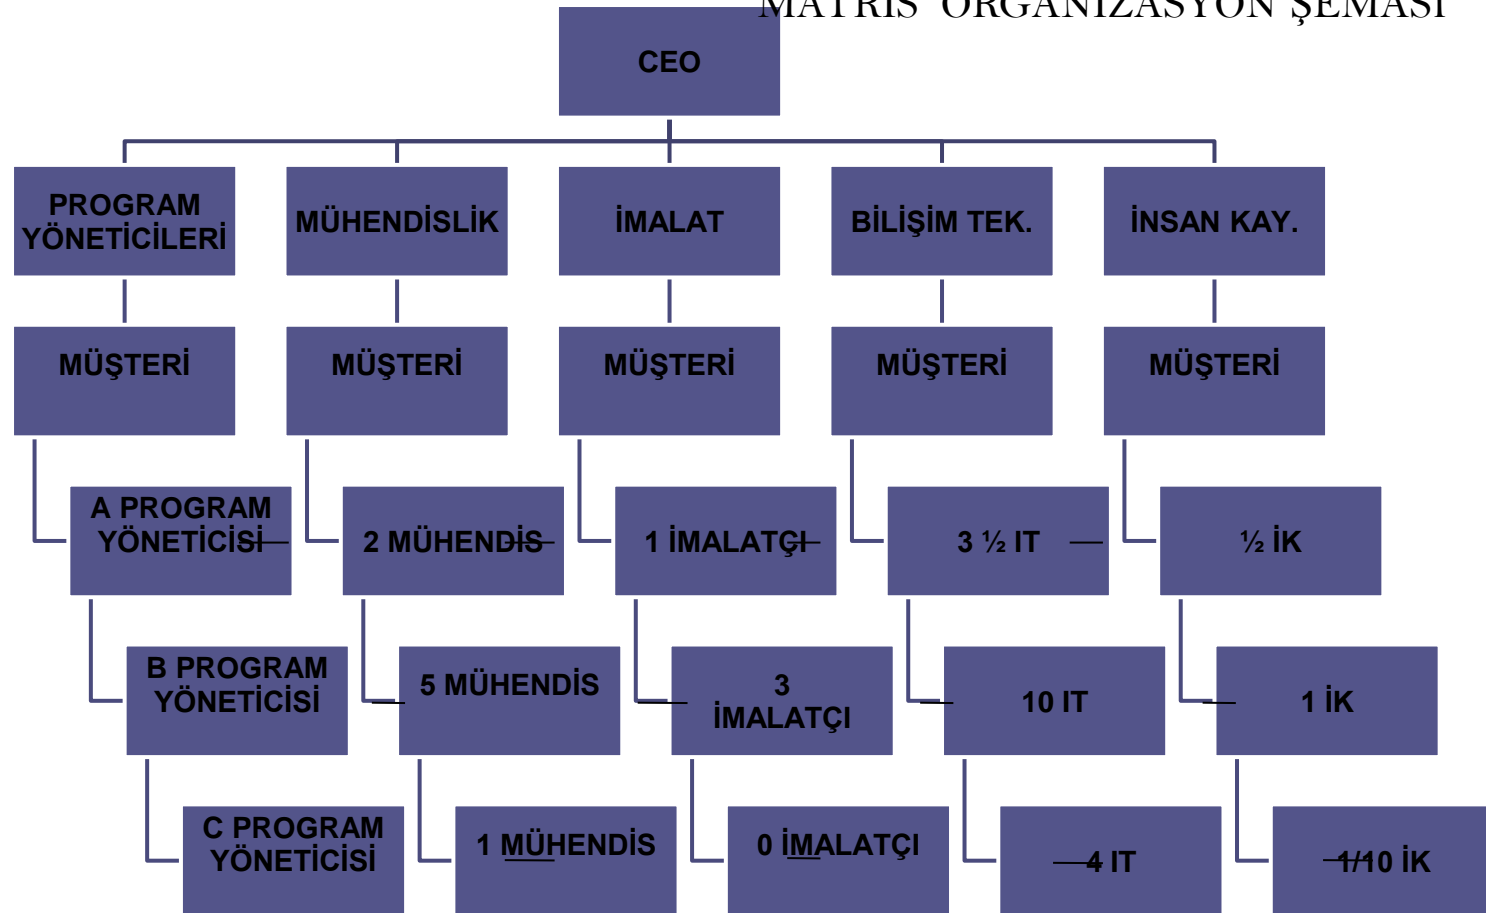 MATRİS ORGANİZASYON ŞEMASI
CEO
PROGRAM
YÖNETİCİLERİ
MÜHENDİSLİK
İMALAT
BİLİŞİM TEK.
İNSAN KAY.
MÜŞTERİ
MÜŞTERİ
MÜŞTERİ
MÜŞTERİ
MÜŞTERİ
A PROGRAM
YÖNETİCİSİ
2 MÜHENDİS
1 İMALATÇI
3 ½ IT
½ İK
B PROGRAM
YÖNETİCİSİ
5 MÜHENDİS
3
İMALATÇI
10 IT
1 İK
C PROGRAM
YÖNETİCİSİ
1 MÜHENDİS
0 İMALATÇI
4 IT
1/10 İK